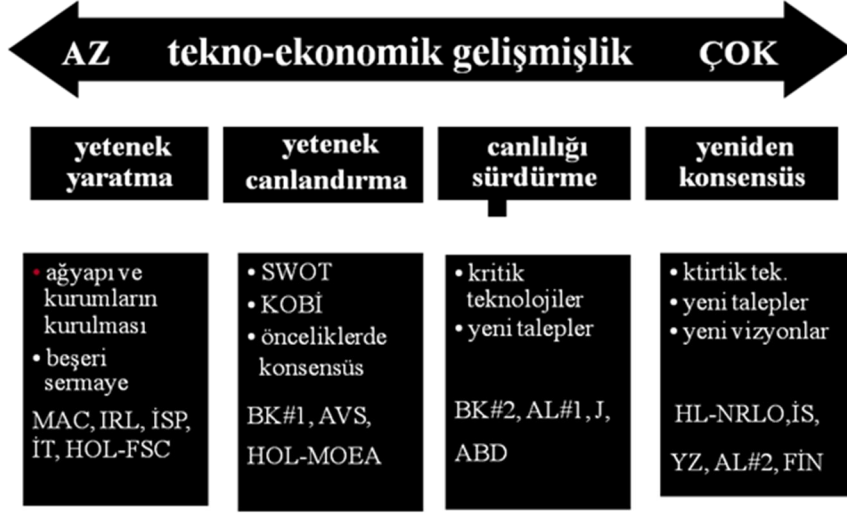 AZ tekno-ekonomik gelişmişlik ÇOK
yetenek
yaratma
yetenek
canlandırma
canlılığı
sürdürme
yeniden
konsensüs
• ağyapı ve
kurumların
kurulması
• beşeri
sermaye
MAC, IRL, İSP,
İT, HOL-FSC
• SWOT
• KOBİ
• önceliklerde
konsensüs
BK#1, AVS,
HOL-MOEA
• kritik
teknolojiler
• yeni talepler
BK#2, AL#1, J,
ABD
• ktirtik tek.
• yeni talepler
• yeni vizyonlar
HL-NRLO,İS,
YZ, AL#2, FİN